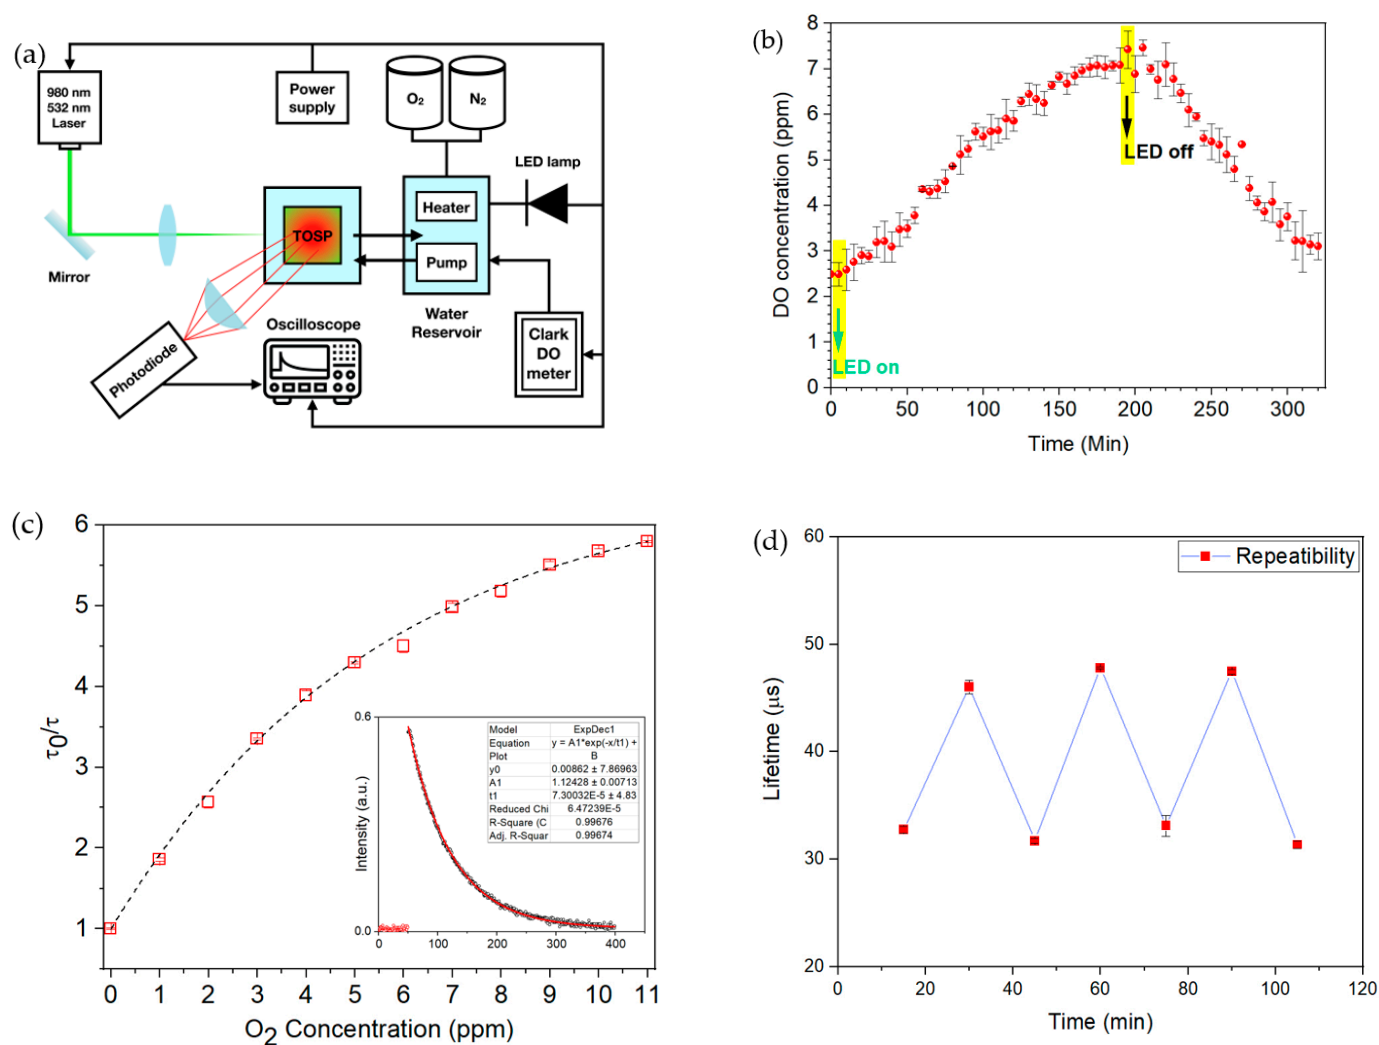 (a)
980 nm
532 nm
Laser
Power
supply
O₂
N₂
LED lamp
Heater
Pump
TOSP
Mirror
Water
Reservoir
Oscilloscope
Clark
DO
meter
Photodiode
(b)
DO concentration (ppm)
8
7
6
5
4
3
2
1
0
LED off
LED on
0
50
100
150
200
250
300
Time (Min)
(c)
τ0/τ
6
5
4
3
2
1
0
1
2
3
4
5
6
7
8
9
10
11
O2 Concentration (ppm)
Intensity (a.u.)
0.6
0.0
0
100
200
300
400
Model ExpDec1
Equation y = A1*exp(-x/t1) +
Plot B
y0 0.00862 ± 7.86963
A1 1.12428 ± 0.00713
t1 7.30032E-5 ± 4.83
Reduced Chi 6.47239E-5
R-Square (C 0.99676
Adj. R-Squar 0.99674
(d)
Lifetime (µs)
60
50
40
30
20
Repeatibility
0
20
40
60
80
100
120
Time (min)